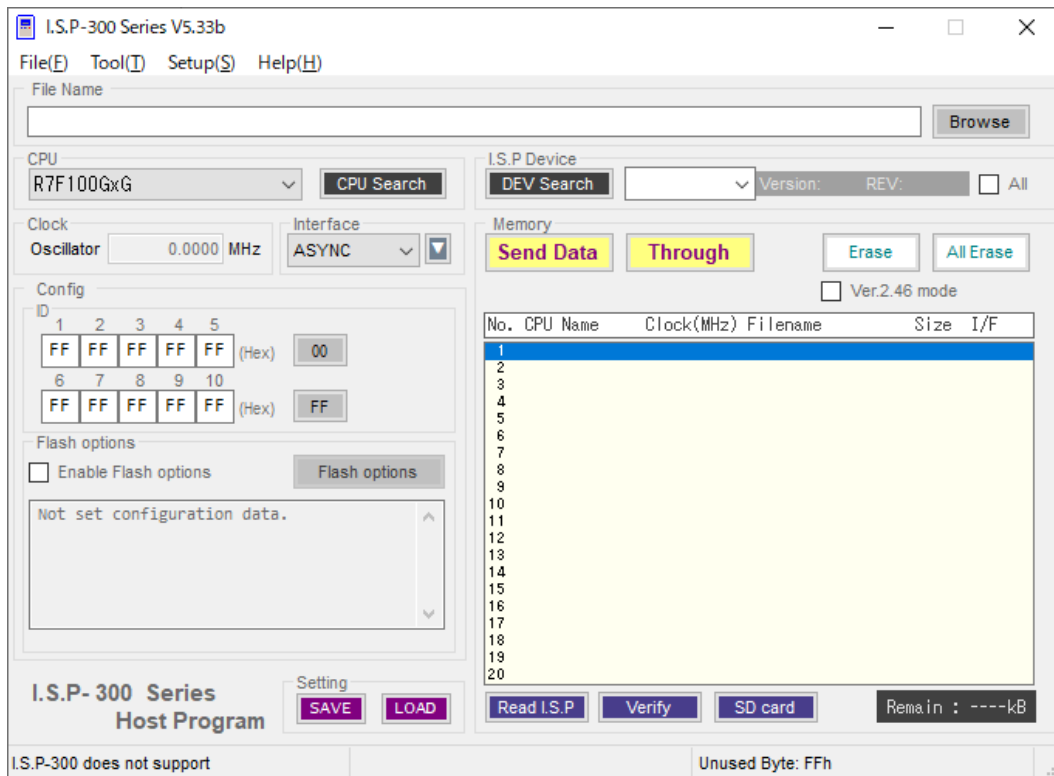 I.S.P-300 Series V5.33b
File(F) Tool(T) Setup(S) Help(H)
File Name
Browse
CPU
R7F100GxG
CPU Search
I.S.P Device
DEV Search
Version: REV:
All
Clock
Oscillator 0.0000 MHz
Interface
ASYNC
Memory
Send Data
Through
Erase
All Erase
Ver.2.46 mode
Config
ID
1 2 3 4 5
FF FF FF FF FF (Hex) 00
6 7 8 9 10
FF FF FF FF FF (Hex) FF
Flash options
Enable Flash options
Flash options
Not set configuration data.
No. CPU Name Clock(MHz) Filename Size I/F
1
2
3
4
5
6
7
8
9
10
11
12
13
14
15
16
17
18
19
20
I.S.P- 300 Series
Host Program
Setting
SAVE
LOAD
Read I.S.P
Verify
SD card
Remain : ----kB
I.S.P-300 does not support
Unused Byte: FFh